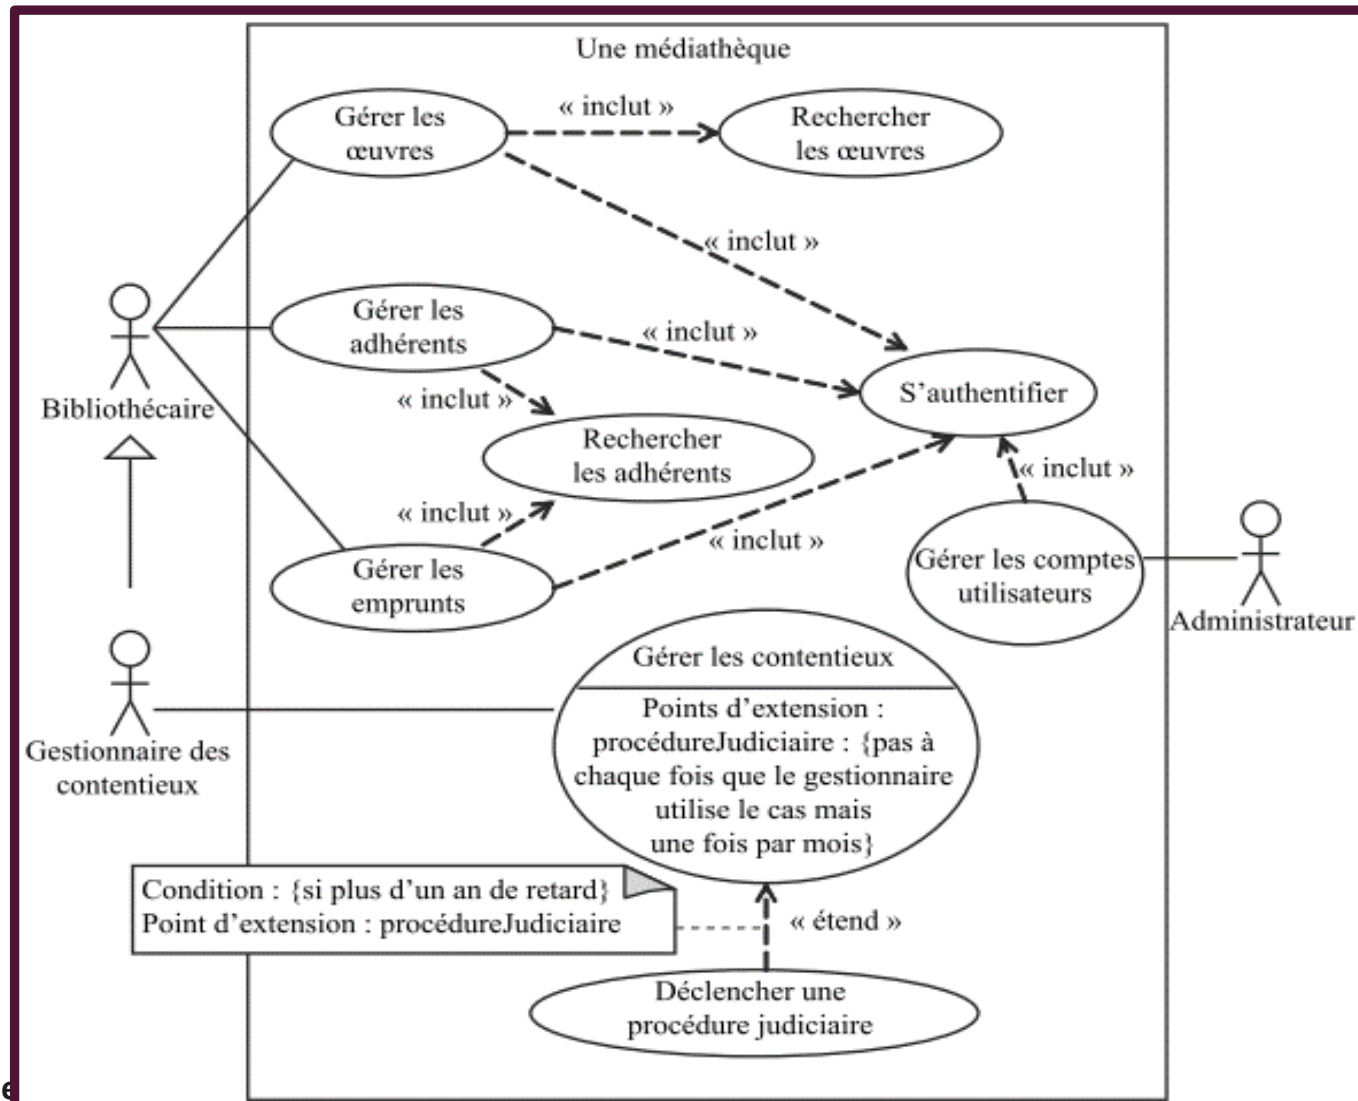 Une médiathèque
Gérer les
œuvres
« inclut »
Rechercher
les œuvres
« inclut »
Gérer les
adhérents
« inclut »
S'authentifier
Bibliothécaire
« inclut »
Rechercher
les adhérents
« inclut »
« inclut »
« inclut »
Gérer les
emprunts
Gérer les comptes
utilisateurs
Administrateur
Gérer les contentieux
Points d'extension :
procédureJudiciaire : {pas à
chaque fois que le gestionnaire
utilise le cas mais
une fois par mois}
Gestionnaire des
contentieux
Condition : {si plus d'un an de retard}
Point d'extension : procédureJudiciaire
« étend »
Déclencher une
procédure judiciaire